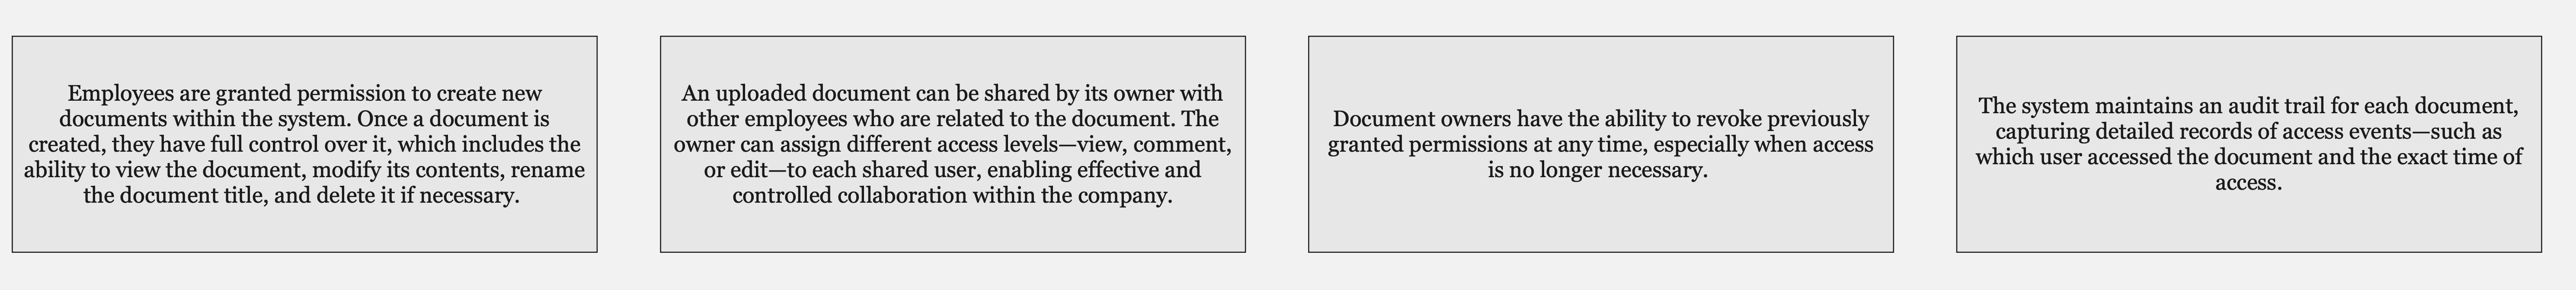 Employees are granted permission to create new
documents within the system. Once a document is
created, they have full control over it, which includes the
ability to view the document, modify its contents, rename
the document title, and delete it if necessary.
An uploaded document can be shared by its owner with
other employees who are related to the document. The
owner can assign different access levels—view, comment,
or edit—to each shared user, enabling effective and
controlled collaboration within the company.
Document owners have the ability to revoke previously
granted permissions at any time, especially when access
is no longer necessary.
The system maintains an audit trail for each document,
capturing detailed records of access events—such as
which user accessed the document and the exact time of
access.